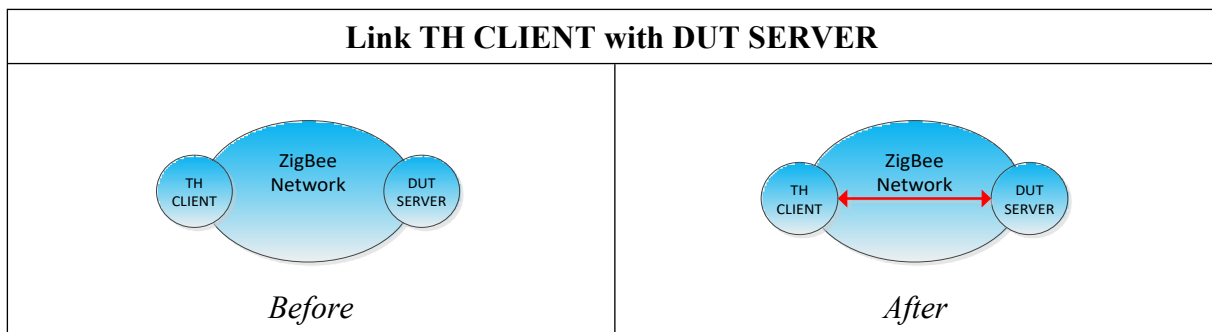 Link TH CLIENT with DUT SERVER
ZigBee
Network
TH
CLIENT
DUT
SERVER
Before
ZigBee
Network
TH
CLIENT
DUT
SERVER
After